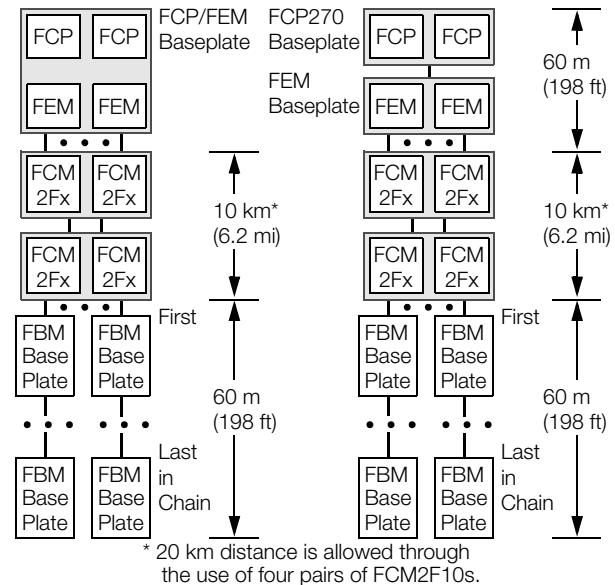 FCP FCP
FCP/FEM
Baseplate
FEM FEM
FCM
2Fx
FCM
2Fx
10 km*
(6.2 mi)
FCM
2Fx
FCM
2Fx
First
FBM
Base
Plate
FBM
Base
Plate
60 m
(198 ft)
Last
in
Chain
FBM
Base
Plate
FBM
Base
Plate
FCP270
Baseplate
FCP FCP
60 m
(198 ft)
FEM
Baseplate
FEM FEM
FCM
2Fx
FCM
2Fx
10 km*
(6.2 mi)
FCM
2Fx
FCM
2Fx
First
FBM
Base
Plate
FBM
Base
Plate
60 m
(198 ft)
Last
in
Chain
FBM
Base
Plate
FBM
Base
Plate
* 20 km distance is allowed through
the use of four pairs of FCM2F10s.